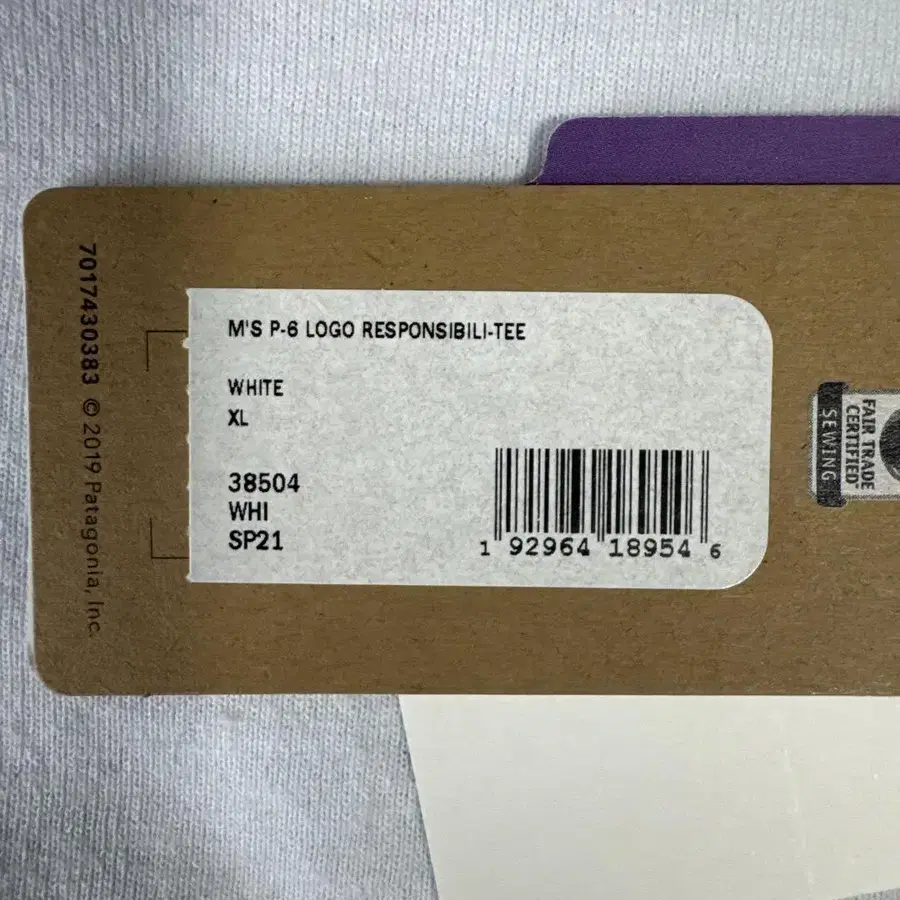 7017430383 © 2019 Patagonia, Inc.
M'S P-6 LOGO RESPONSIBILI-TEE
WHITE
XL
38504
WHI
SP21
1 92964 18954 6
FAIR TRADE
CERTIFIED™
SEWING